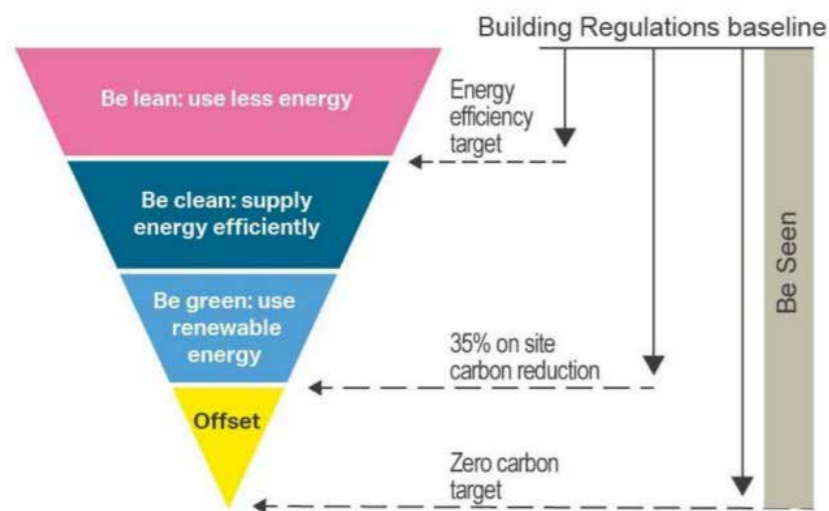 Building Regulations baseline
Be lean: use less energy
Energy
efficiency
target
Be clean: supply
energy efficiently
Be Seen
Be green: use
renewable
energy
35% on site
carbon reduction
Offset
Zero carbon
target